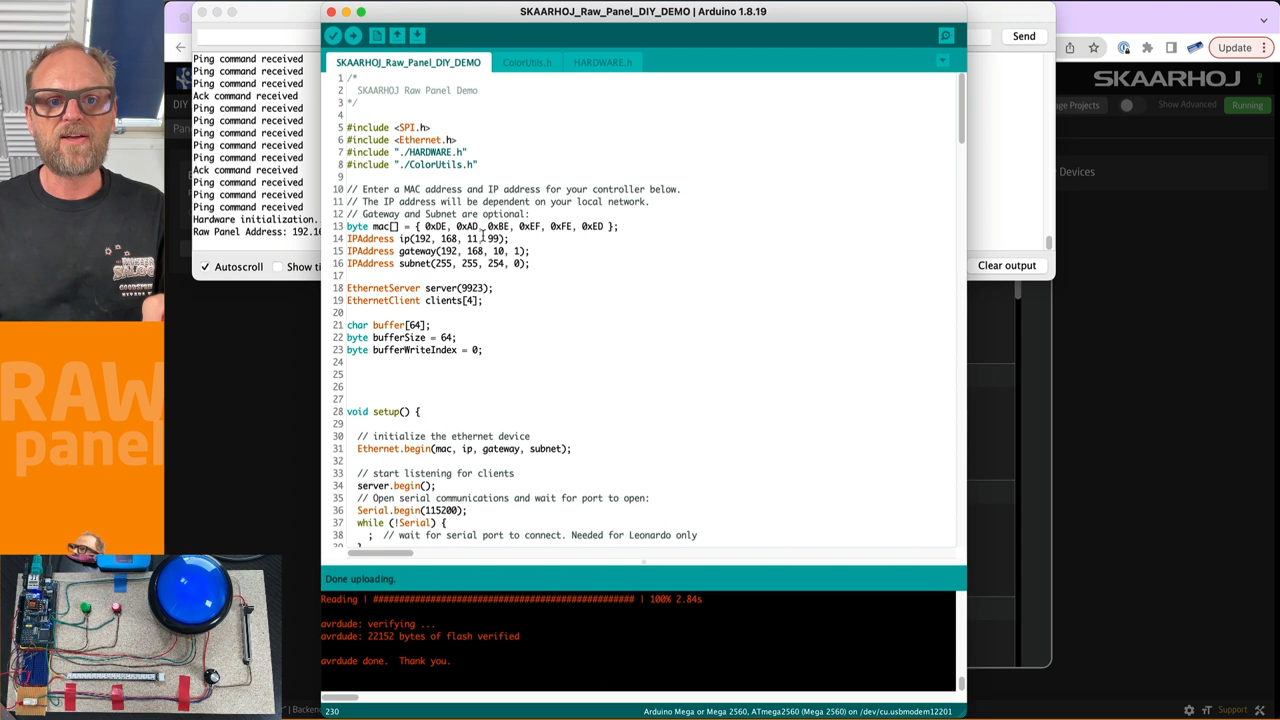 SKAARHOJ_Raw_Panel_DIY_DEMO | Arduino 1.8.19
Send
Update
Ping command received
Ping command received
Ping command received
Ack command received
Ping command received
Ping command received
Ping command received
Ping command received
Ping command received
Ack command received
Ping command received
Ping command received
Ping command received
Hardware initialization.
Raw Panel Address: 192.16
Autoscroll
Clear output
DIY
SKAARHOJ
Show Advanced
Running
Devices
SKAARHOJ_Raw_Panel_DIY_DEMO
ColorUtils.h
HARDWARE.h
1 /*
2 SKAARHOJ Raw Panel Demo
3 */
4
5 #include <SPI.h>
6 #include <Ethernet.h>
7 #include "./HARDWARE.h"
8 #include "./ColorUtils.h"
9
10 // Enter a MAC address and IP address for your controller below.
11 // The IP address will be dependent on your local network.
12 // Gateway and Subnet are optional:
13 byte mac[] = { 0xDE, 0xAD, 0xBE, 0xEF, 0xFE, 0xED };
14 IPAddress ip(192, 168, 11, 99);
15 IPAddress gateway(192, 168, 10, 1);
16 IPAddress subnet(255, 255, 254, 0);
17
18 EthernetServer server(9923);
19 EthernetClient clients[4];
20
21 char buffer[64];
22 byte bufferSize = 64;
23 byte bufferWriteIndex = 0;
24
25
26
27
28 void setup() {
29
30 // initialize the ethernet device
31 Ethernet.begin(mac, ip, gateway, subnet);
32
33 // start listening for clients
34 server.begin();
35 // Open serial communications and wait for port to open:
36 Serial.begin(115200);
37 while (!Serial) {
38 ; // wait for serial port to connect. Needed for Leonardo only
Done uploading.
Reading | ################################################## | 100% 2.84s
avrdude: verifying ...
avrdude: 22152 bytes of flash verified
avrdude done.  Thank you.
230
Arduino Mega or Mega 2560, ATmega2560 (Mega 2560) on /dev/cu.usbmodem12201
RAW
panel
Support